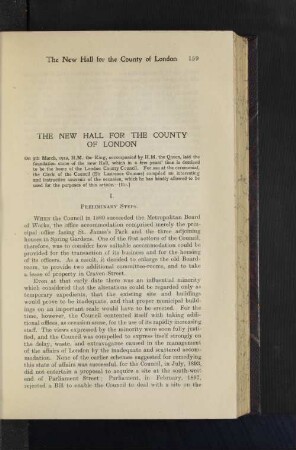 The New Hall for the County of London 159
THE NEW HALL FOR THE COUNTY
OF LONDON
On 9th March, 1912, H.M. the King, accompanied by H.M. the Queen, laid the
foundation stone of the new Hall, which in a few years' time is destined
to be the home of the London County Council. For use at the ceremonial,
the Clerk of the Council (Sir Laurence Gomme) compiled an interesting
and instructive souvenir of the occasion, which he has kindly allowed to be
used for the purposes of this article.—(Ed.)
I.
Preliminary Steps.
When the Council in 1889 succeeded the Metropolitan Board
of Works, the office accommodation comprised merely the prin-
cipal office facing St. James's Park and the three adjoining
houses in Spring Gardens. One of the first actions of the Council,
therefore, was to consider how suitable accommodation could be
provided for the transaction of its business and for the housing
of its officers. As a result, it decided to enlarge the old Board-
room, to provide two additional committee-rooms, and to take
a lease of property in Craven Street.
Even at that early date there was an influential minority
which considered that the alterations could be regarded only as
temporary expedients, that the existing site and buildings
would prove to be inadequate, and that proper municipal build-
ings on an important scale would have to be erected. For the
time, however, the Council contented itself with taking addi-
tional offices, as occasion arose, for the use of its rapidly increasing
staff. The views expressed by the minority were soon fully justi-
fied, and the Council was compelled to express itself strongly on
the delay, waste, and extravagance caused in the management
of the affairs of London by the inadequate and scattered accom-
modation. None of the earlier schemes suggested for remedying
this state of affairs was successful, for the Council, in July, 1893,
did not entertain a proposal to acquire a site at the south-west
end of Parliament Street; Parliament, in February, 1897,
rejected a Bill to enable the Council to deal with a site on the